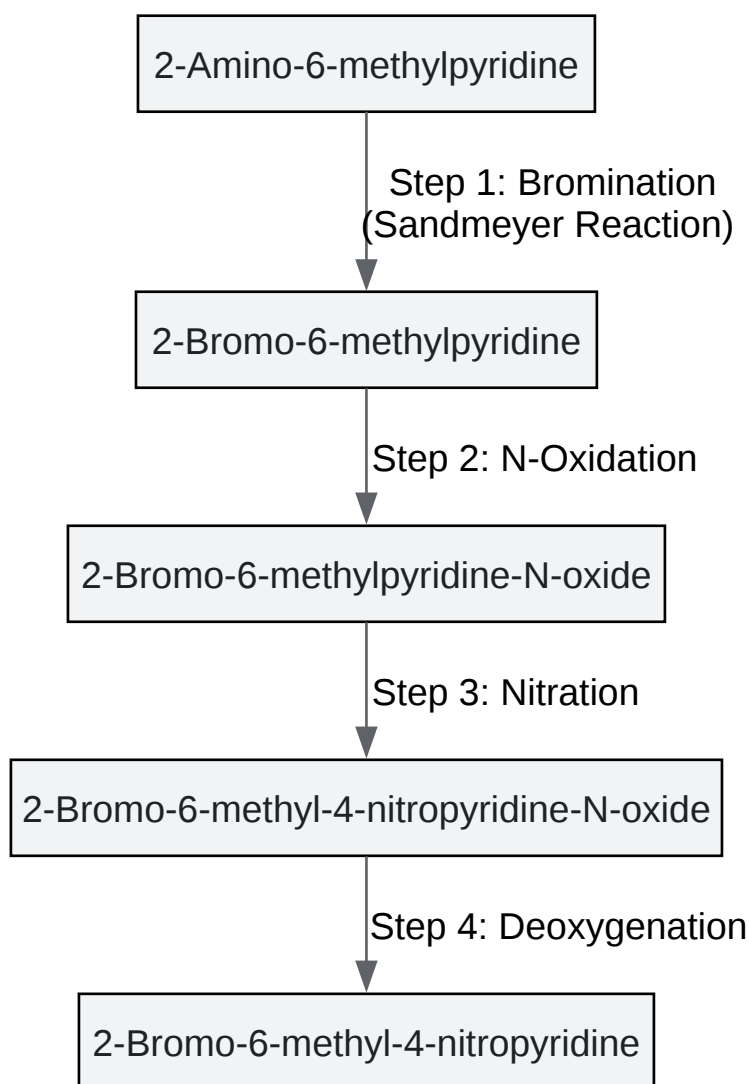 2-Amino-6-methylpyridine
Step 1: Bromination
(Sandmeyer Reaction)
2-Bromo-6-methylpyridine
Step 2: N-Oxidation
2-Bromo-6-methylpyridine-N-oxide
Step 3: Nitration
2-Bromo-6-methyl-4-nitropyridine-N-oxide
Step 4: Deoxygenation
2-Bromo-6-methyl-4-nitropyridine